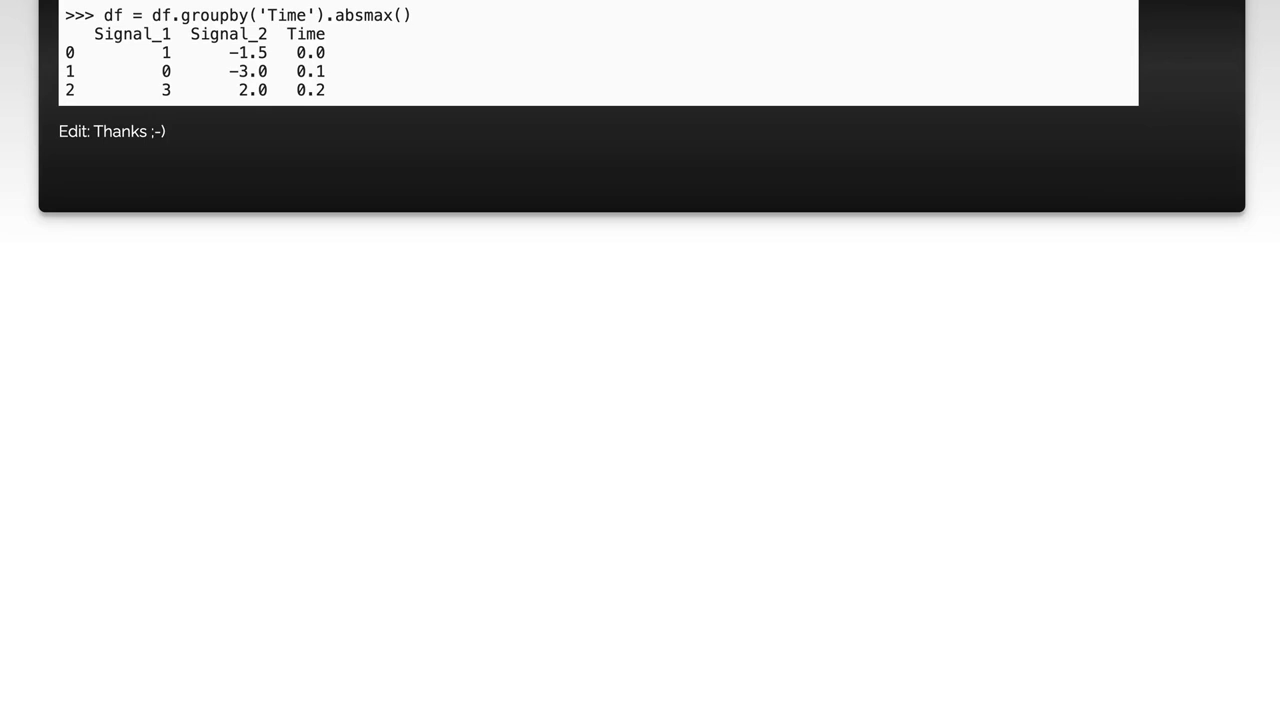 >>> df = df.groupby('Time').absmax()
   Signal_1  Signal_2  Time
0         1      -1.5   0.0
1         0      -3.0   0.1
2         3       2.0   0.2
Edit: Thanks ;-)